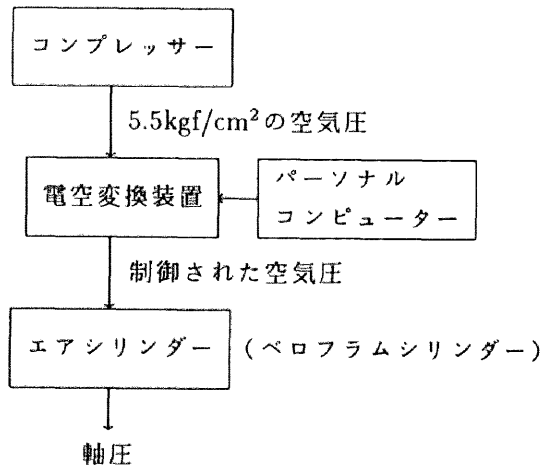 コンプレッサー
5.5kgf/cm²の空気圧
電空変換装置
パーソナル
コンピューター
制御された空気圧
エアシリンダー
(ベロフラムシリンダー)
軸圧